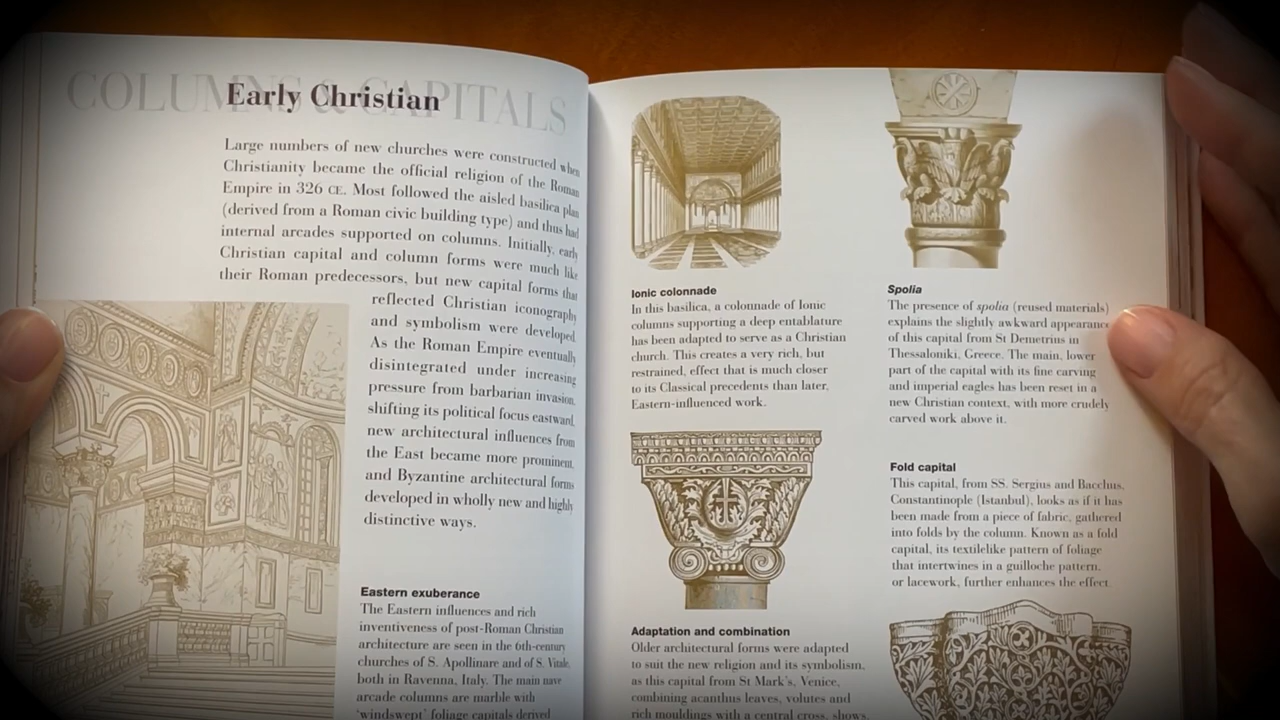 COLUMNS & CAPITALS
Early Christian
Large numbers of new churches were constructed when
Christianity became the official religion of the Roman
Empire in 326 CE. Most followed the aisled basilica plan
(derived from a Roman civic building type) and thus had
internal arcades supported on columns. Initially, early
Christian capital and column forms were much like
their Roman predecessors, but new capital forms that
reflected Christian iconography
and symbolism were developed.
As the Roman Empire eventually
disintegrated under increasing
pressure from barbarian invasion,
shifting its political focus eastward,
new architectural influences from
the East became more prominent,
and Byzantine architectural forms
developed in wholly new and highly
distinctive ways.
Eastern exuberance
The Eastern influences and rich
inventiveness of post-Roman Christian
architecture are seen in the 6th-century
churches of S. Apollinare and of S. Vitale,
both in Ravenna, Italy. The main nave
arcade columns are marble with
'windswept' foliage capitals derived
Ionic colonnade
In this basilica, a colonnade of Ionic
columns supporting a deep entablature
has been adapted to serve as a Christian
church. This creates a very rich, but
restrained, effect that is much closer
to its Classical precedents than later,
Eastern-influenced work.
Adaptation and combination
Older architectural forms were adapted
to suit the new religion and its symbolism,
as this capital from St Mark's, Venice,
combining acanthus leaves, volutes and
rich mouldings with a central cross, shows.
Spolia
The presence of spolia (reused materials)
explains the slightly awkward appearance
of this capital from St Demetrius in
Thessaloniki, Greece. The main, lower
part of the capital with its fine carving
and imperial eagles has been reset in a
new Christian context, with more crudely
carved work above it.
Fold capital
This capital, from SS. Sergius and Bacchus,
Constantinople (Istanbul), looks as if it has
been made from a piece of fabric, gathered
into folds by the column. Known as a fold
capital, its textilelike pattern of foliage
that intertwines in a guilloche pattern,
or lacework, further enhances the effect.